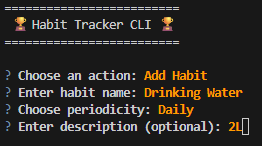 ==========================
🏆 Habit Tracker CLI 🏆
==========================
? Choose an action: Add Habit
? Enter habit name: Drinking Water
? Choose periodicity: Daily
? Enter description (optional): 2L